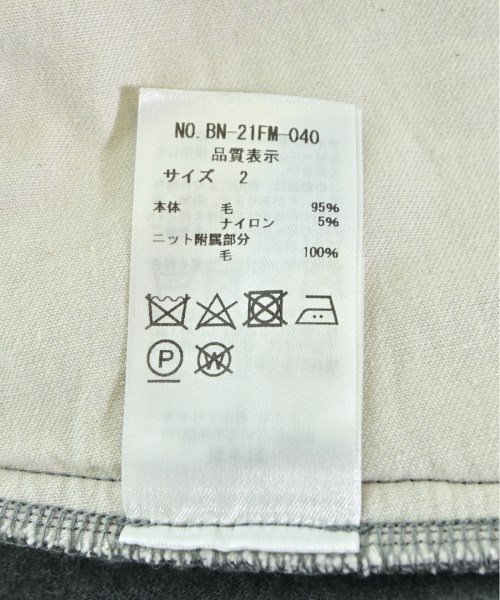 NO. BN-21FM-040
品質表示
サイズ 2
本体 毛 95%
ナイロン 5%
ニット附属部分
毛 100%
P W